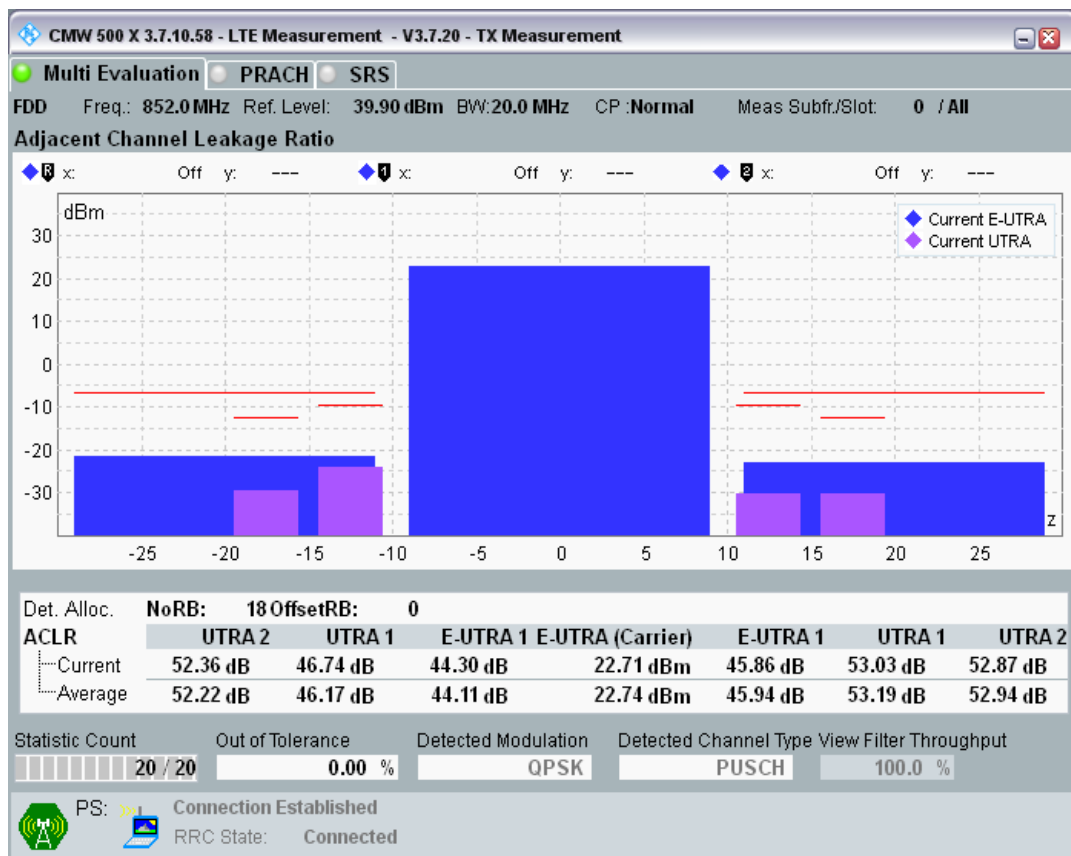 CMW 500 X 3.7.10.58 - LTE Measurement - V3.7.20 - TX Measurement
Multi Evaluation PRACH SRS
FDD Freq.: 852.0 MHz Ref. Level: 39.90 dBm BW: 20.0 MHz CP : Normal Meas Subfr./Slot: 0 / All
Adjacent Channel Leakage Ratio
R x: Off y: --- 1 x: Off y: --- 2 x: Off y: ---
dBm
Current E-UTRA
Current UTRA
30
20
10
0
-10
-20
-30
z
-25 -20 -15 -10 -5 0 5 10 15 20 25
Det. Alloc. NoRB: 18 OffsetRB: 0
ACLR UTRA 2 UTRA 1 E-UTRA 1 E-UTRA (Carrier) E-UTRA 1 UTRA 1 UTRA 2
Current 52.36 dB 46.74 dB 44.30 dB 22.71 dBm 45.86 dB 53.03 dB 52.87 dB
Average 52.22 dB 46.17 dB 44.11 dB 22.74 dBm 45.94 dB 53.19 dB 52.94 dB
Statistic Count Out of Tolerance Detected Modulation Detected Channel Type View Filter Throughput
20 / 20 0.00 % QPSK PUSCH 100.0 %
PS: Connection Established
RRC State: Connected